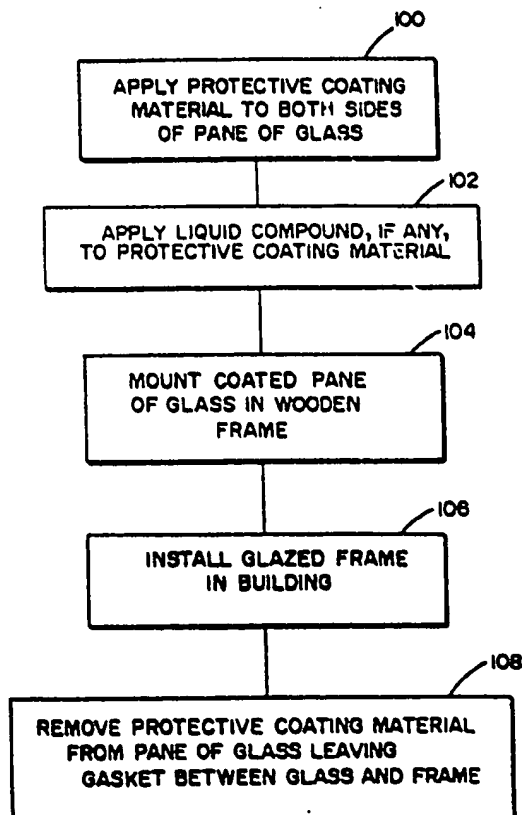 100
APPLY PROTECTIVE COATING
MATERIAL TO BOTH SIDES
OF PANE OF GLASS
102
APPLY LIQUID COMPOUND, IF ANY,
TO PROTECTIVE COATING MATERIAL
104
MOUNT COATED PANE
OF GLASS IN WOODEN
FRAME
106
INSTALL GLAZED FRAME
IN BUILDING
108
REMOVE PROTECTIVE COATING MATERIAL
FROM PANE OF GLASS LEAVING
GASKET BETWEEN GLASS AND FRAME